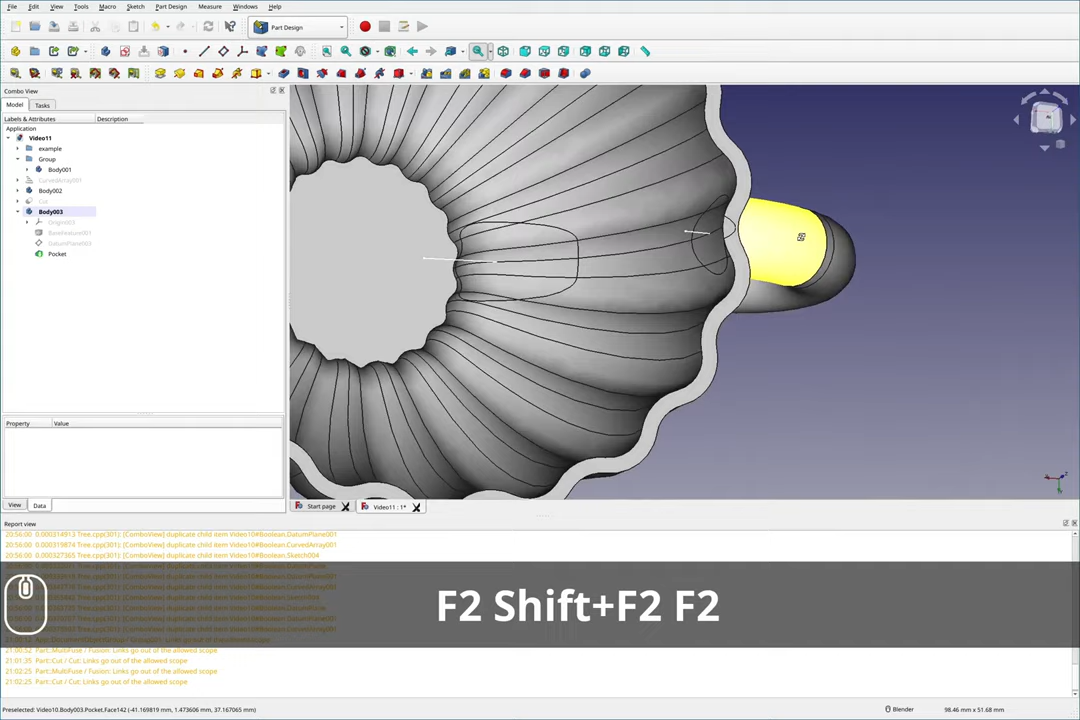 File Edit View Tools Macro Sketch Part Design Measure Windows Help
Part Design
Combo View
Model Tasks
Labels & Attributes Description
Application
Video11
example
Group
Body001
CurvedArray001
Body002
Cut
Body003
Origin003
BaseFeature001
DatumPlane003
Pocket
Property Value
View Data
Start page
Video11 : 1*
Report view
20:56:00 0.000314913 Tree.cpp(301): [ComboView] duplicate child item Video10#Boolean.DatumPlane001
20:56:00 0.000319874 Tree.cpp(301): [ComboView] duplicate child item Video10#Boolean.CurvedArray001
20:56:00 0.000327365 Tree.cpp(301): [ComboView] duplicate child item Video10#Boolean.Sketch004
F2 Shift+F2 F2
21:00:52 Part::MultiFuse / Fusion: Links go out of the allowed scope
21:01:35 Part::Cut / Cut: Links go out of the allowed scope
21:02:25 Part::MultiFuse / Fusion: Links go out of the allowed scope
21:02:25 Part::Cut / Cut: Links go out of the allowed scope
Preselected: Video10.Body003.Pocket.Face142 (-41.169819 mm, 1.473606 mm, 37.167065 mm)
Blender
98.46 mm x 51.68 mm